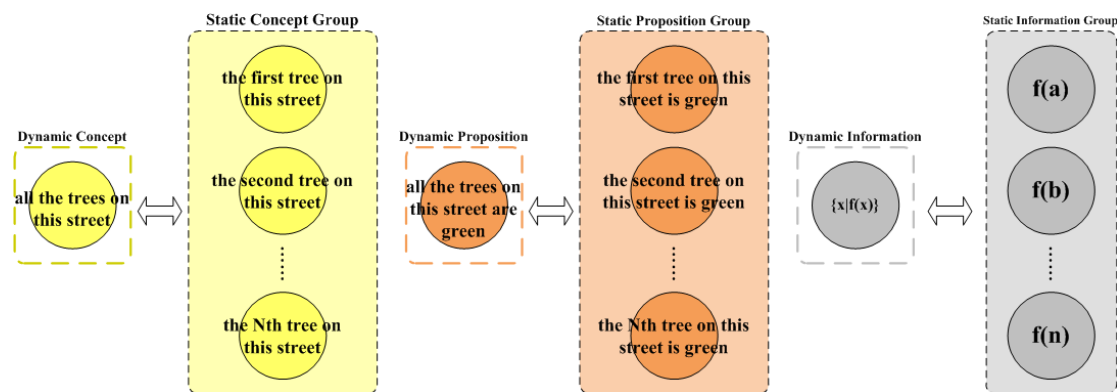 Static Concept Group
the first tree on
this street
Dynamic Concept
all the trees on
this street
the second tree on
this street
the Nth tree on
this street
Static Proposition Group
the first tree on this
street is green
Dynamic Proposition
all the trees on
this street are
green
the second tree on
this street is green
the Nth tree on this
street is green
Static Information Group
f(a)
Dynamic Information
{x|f(x)}
f(b)
f(n)